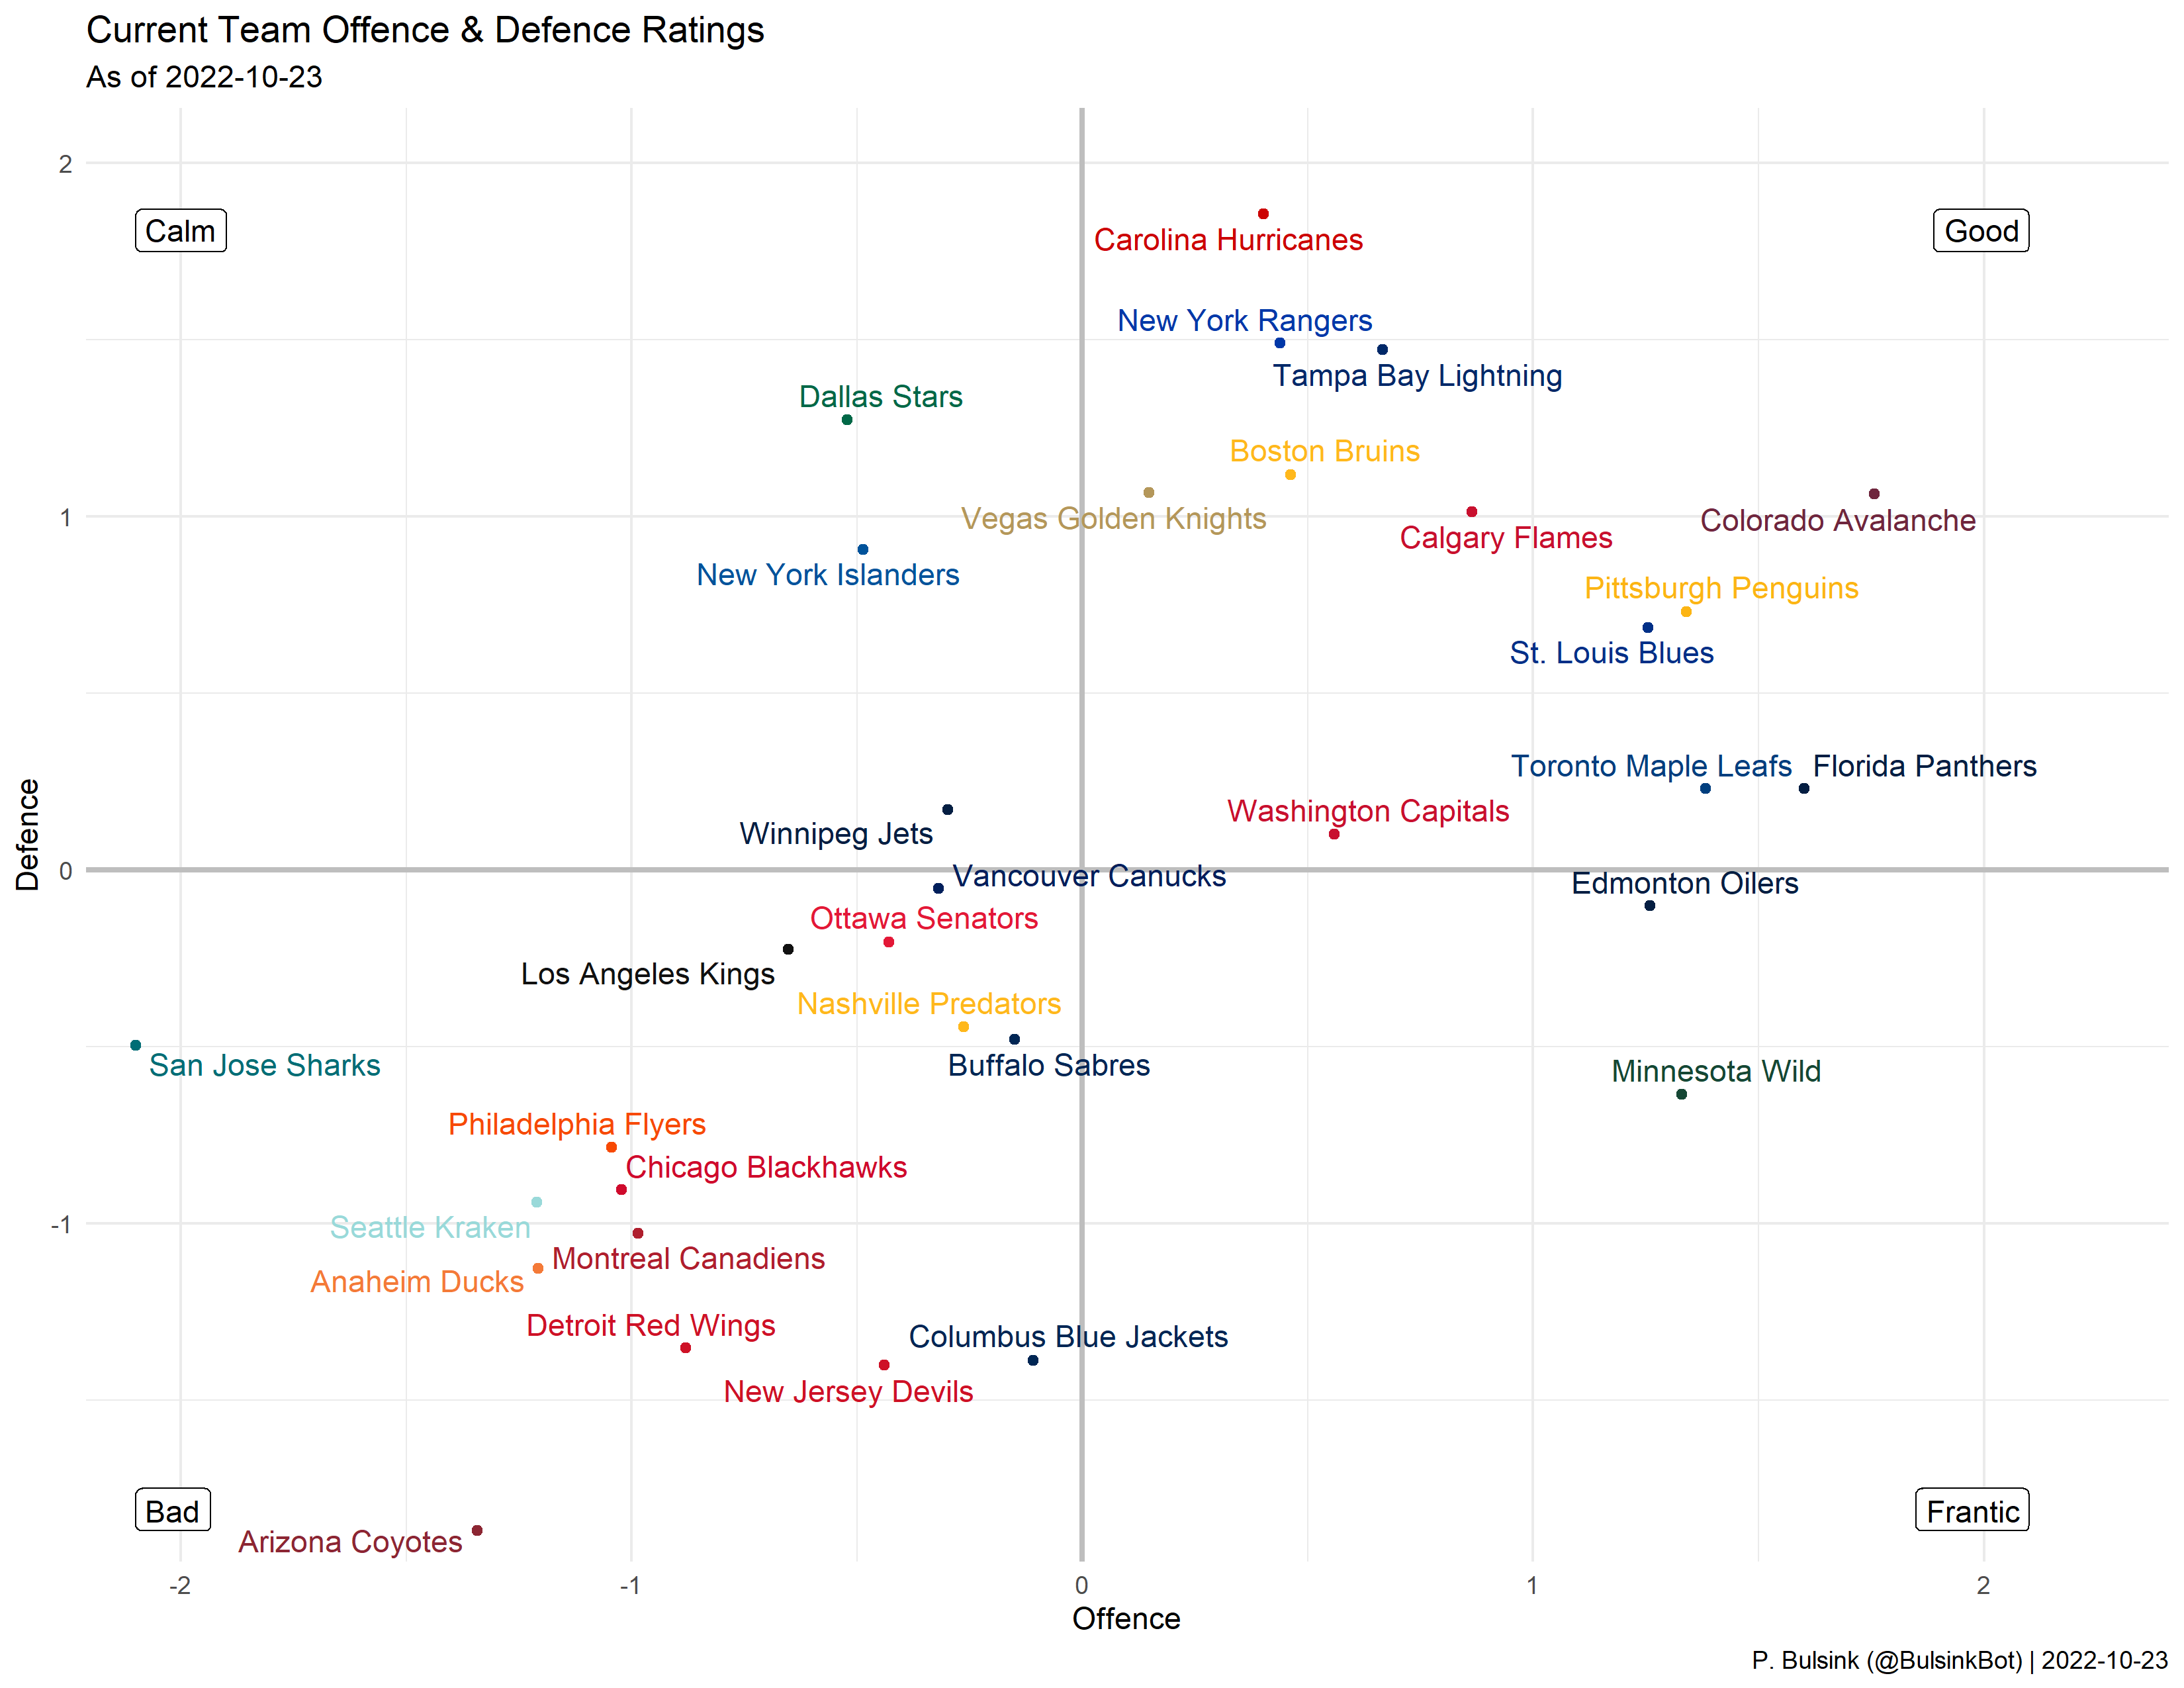 Current Team Offence & Defence Ratings
As of 2022-10-23
2
Calm
Good
Carolina Hurricanes
New York Rangers
Tampa Bay Lightning
Dallas Stars
Boston Bruins
1
Vegas Golden Knights
Colorado Avalanche
Calgary Flames
New York Islanders
Pittsburgh Penguins
St. Louis Blues
Toronto Maple Leafs
Florida Panthers
Washington Capitals
Winnipeg Jets
Defence
0
Vancouver Canucks
Edmonton Oilers
Ottawa Senators
Los Angeles Kings
Nashville Predators
San Jose Sharks
Buffalo Sabres
Minnesota Wild
Philadelphia Flyers
Chicago Blackhawks
-1
Seattle Kraken
Montreal Canadiens
Anaheim Ducks
Detroit Red Wings
Columbus Blue Jackets
New Jersey Devils
Bad
Frantic
Arizona Coyotes
-2
-1
0
1
2
Offence
P. Bulsink (@BulsinkBot) | 2022-10-23